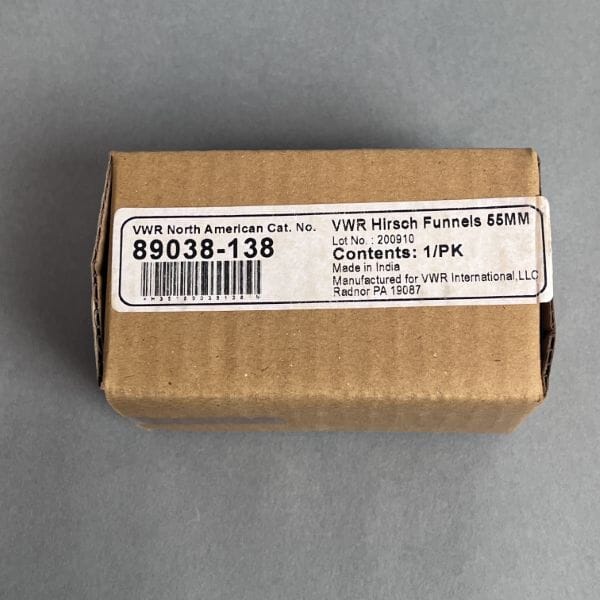 VWR North American Cat. No.
89038-138
VWR Hirsch Funnels 55MM
Lot No. : 200910
Contents: 1/PK
Made in India
Manufactured for VWR International,LLC
Radnor PA 19087